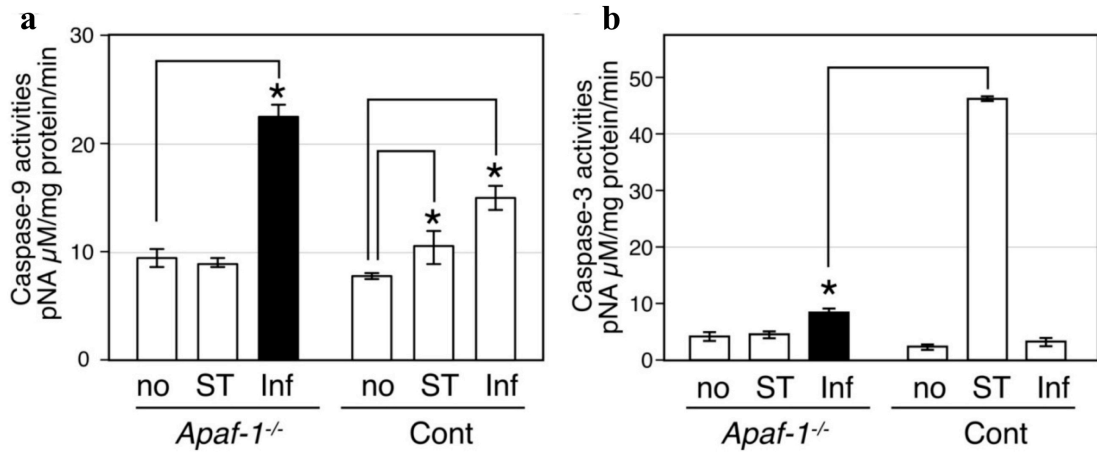 a
Caspase-9 activities
pNA µM/mg protein/min
30
20
10
0
*
*
*
no ST Inf no ST Inf
Apaf-1-/- Cont
b
Caspase-3 activities
pNA µM/mg protein/min
50
40
30
20
10
0
*
no ST Inf no ST Inf
Apaf-1-/- Cont